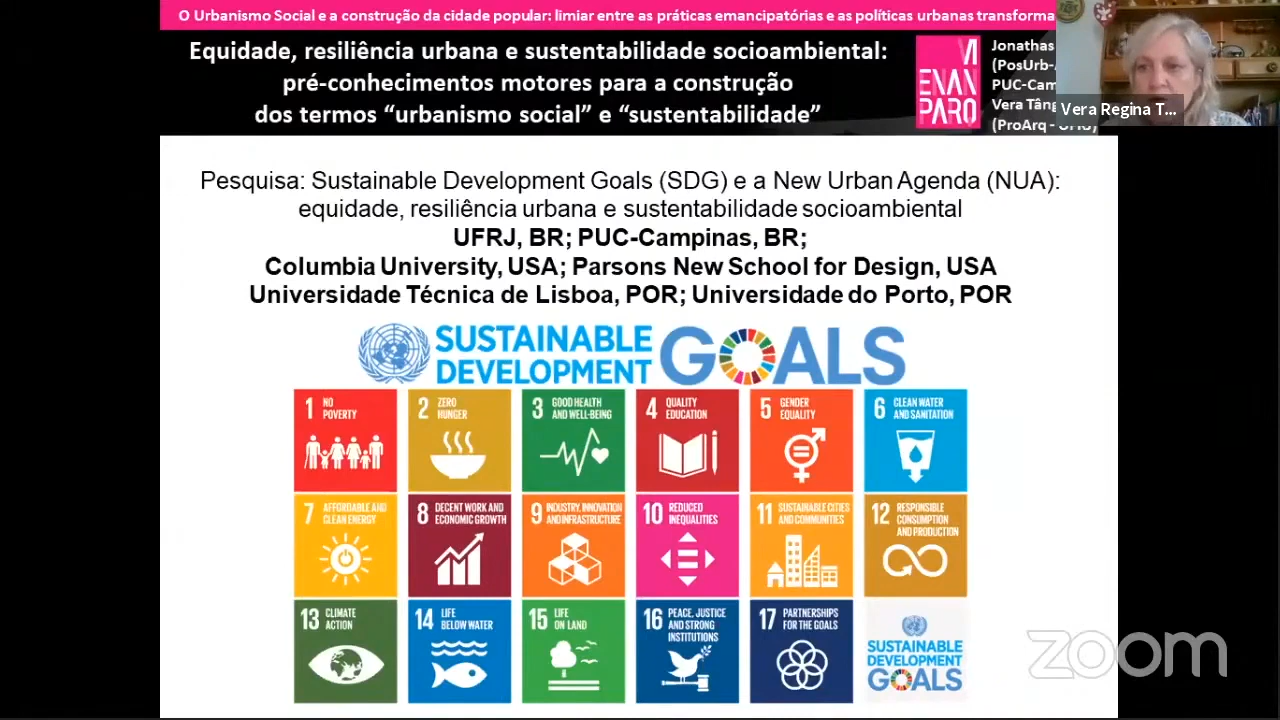 O Urbanismo Social e a construção da cidade popular: limiar entre as práticas emancipatórias e as políticas urbanas transforma
Equidade, resiliência urbana e sustentabilidade socioambiental:
pré-conhecimentos motores para a construção
dos termos “urbanismo social” e “sustentabilidade”
VI
ENAN
PARQ
Jonathas
(PosUrb-
PUC-Cam
Vera Tâng
(ProArq -
Vera Regina T...
Pesquisa: Sustainable Development Goals (SDG) e a New Urban Agenda (NUA):
equidade, resiliência urbana e sustentabilidade socioambiental
UFRJ, BR; PUC-Campinas, BR;
Columbia University, USA; Parsons New School for Design, USA
Universidade Técnica de Lisboa, POR; Universidade do Porto, POR
SUSTAINABLE
DEVELOPMENT
GOALS
1 NO
POVERTY
2 ZERO
HUNGER
3 GOOD HEALTH
AND WELL-BEING
4 QUALITY
EDUCATION
5 GENDER
EQUALITY
6 CLEAN WATER
AND SANITATION
7 AFFORDABLE AND
CLEAN ENERGY
8 DECENT WORK AND
ECONOMIC GROWTH
9 INDUSTRY, INNOVATION
AND INFRASTRUCTURE
10 REDUCED
INEQUALITIES
11 SUSTAINABLE CITIES
AND COMMUNITIES
12 RESPONSIBLE
CONSUMPTION
AND PRODUCTION
13 CLIMATE
ACTION
14 LIFE
BELOW WATER
15 LIFE
ON LAND
16 PEACE, JUSTICE
AND STRONG
INSTITUTIONS
17 PARTNERSHIPS
FOR THE GOALS
SUSTAINABLE
DEVELOPMENT
GOALS
zoom